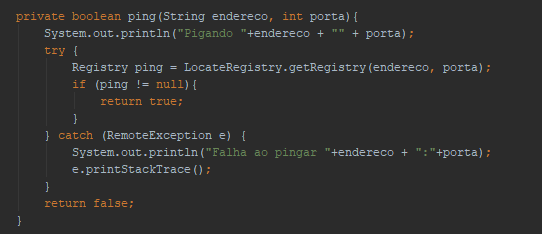 private boolean ping(String endereco, int porta){
System.out.println("Pigando "+endereco + "" + porta);
try {
Registry ping = LocateRegistry.getRegistry(endereco, porta);
if (ping != null){
return true;
}
} catch (RemoteException e) {
System.out.println("Falha ao pingar "+endereco + ":"+porta);
e.printStackTrace();
}
return false;
}